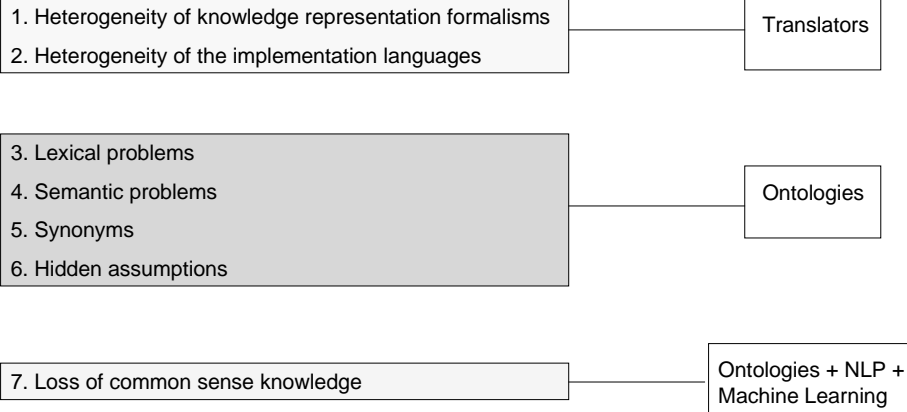 1. Heterogeneity of knowledge representation formalisms
2. Heterogeneity of the implementation languages
Translators
3. Lexical problems
4. Semantic problems
5. Synonyms
6. Hidden assumptions
Ontologies
7. Loss of common sense knowledge
Ontologies + NLP +
Machine Learning